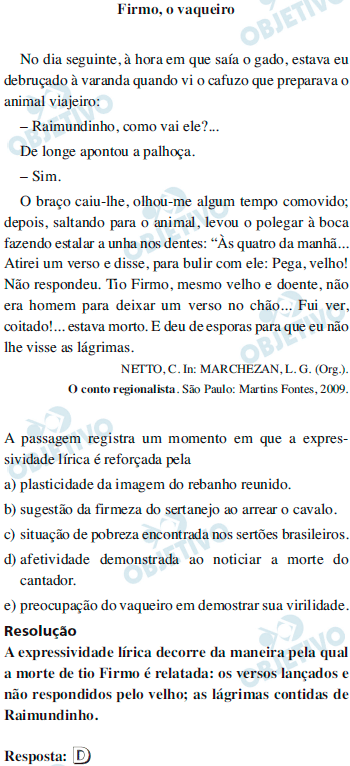 Firmo, o vaqueiro
No dia seguinte, à hora em que saía o gado, estava eu
debruçado à varanda quando vi o cafuzo que preparava o
animal viajeiro:
– Raimundinho, como vai ele?...
De longe apontou a palhoça.
– Sim.
O braço caiu-lhe, olhou-me algum tempo comovido;
depois, saltando para o animal, levou o polegar à boca
fazendo estalar a unha nos dentes: “Às quatro da manhã...
Atirei um verso e disse, para bulir com ele: Pega, velho!
Não respondeu. Tio Firmo, mesmo velho e doente, não
era homem para deixar um verso no chão... Fui ver,
coitado!... estava morto. E deu de esporas para que eu não
lhe visse as lágrimas.
NETTO, C. In: MARCHEZAN, L. G. (Org.).
O conto regionalista. São Paulo: Martins Fontes, 2009.
A passagem registra um momento em que a expres-
sividade lírica é reforçada pela
a) plasticidade da imagem do rebanho reunido.
b) sugestão da firmeza do sertanejo ao arrear o cavalo.
c) situação de pobreza encontrada nos sertões brasileiros.
d) afetividade demonstrada ao noticiar a morte do
cantador.
e) preocupação do vaqueiro em demostrar sua virilidade.
Resolução
A expressividade lírica decorre da maneira pela qual
a morte de tio Firmo é relatada: os versos lançados e
não respondidos pelo velho; as lágrimas contidas de
Raimundinho.
Resposta: D